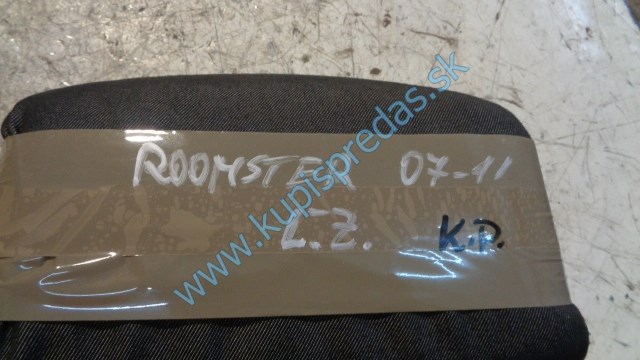 ROOMSTER 07-11
L.Z. K.P.
www.kupispredas.sk